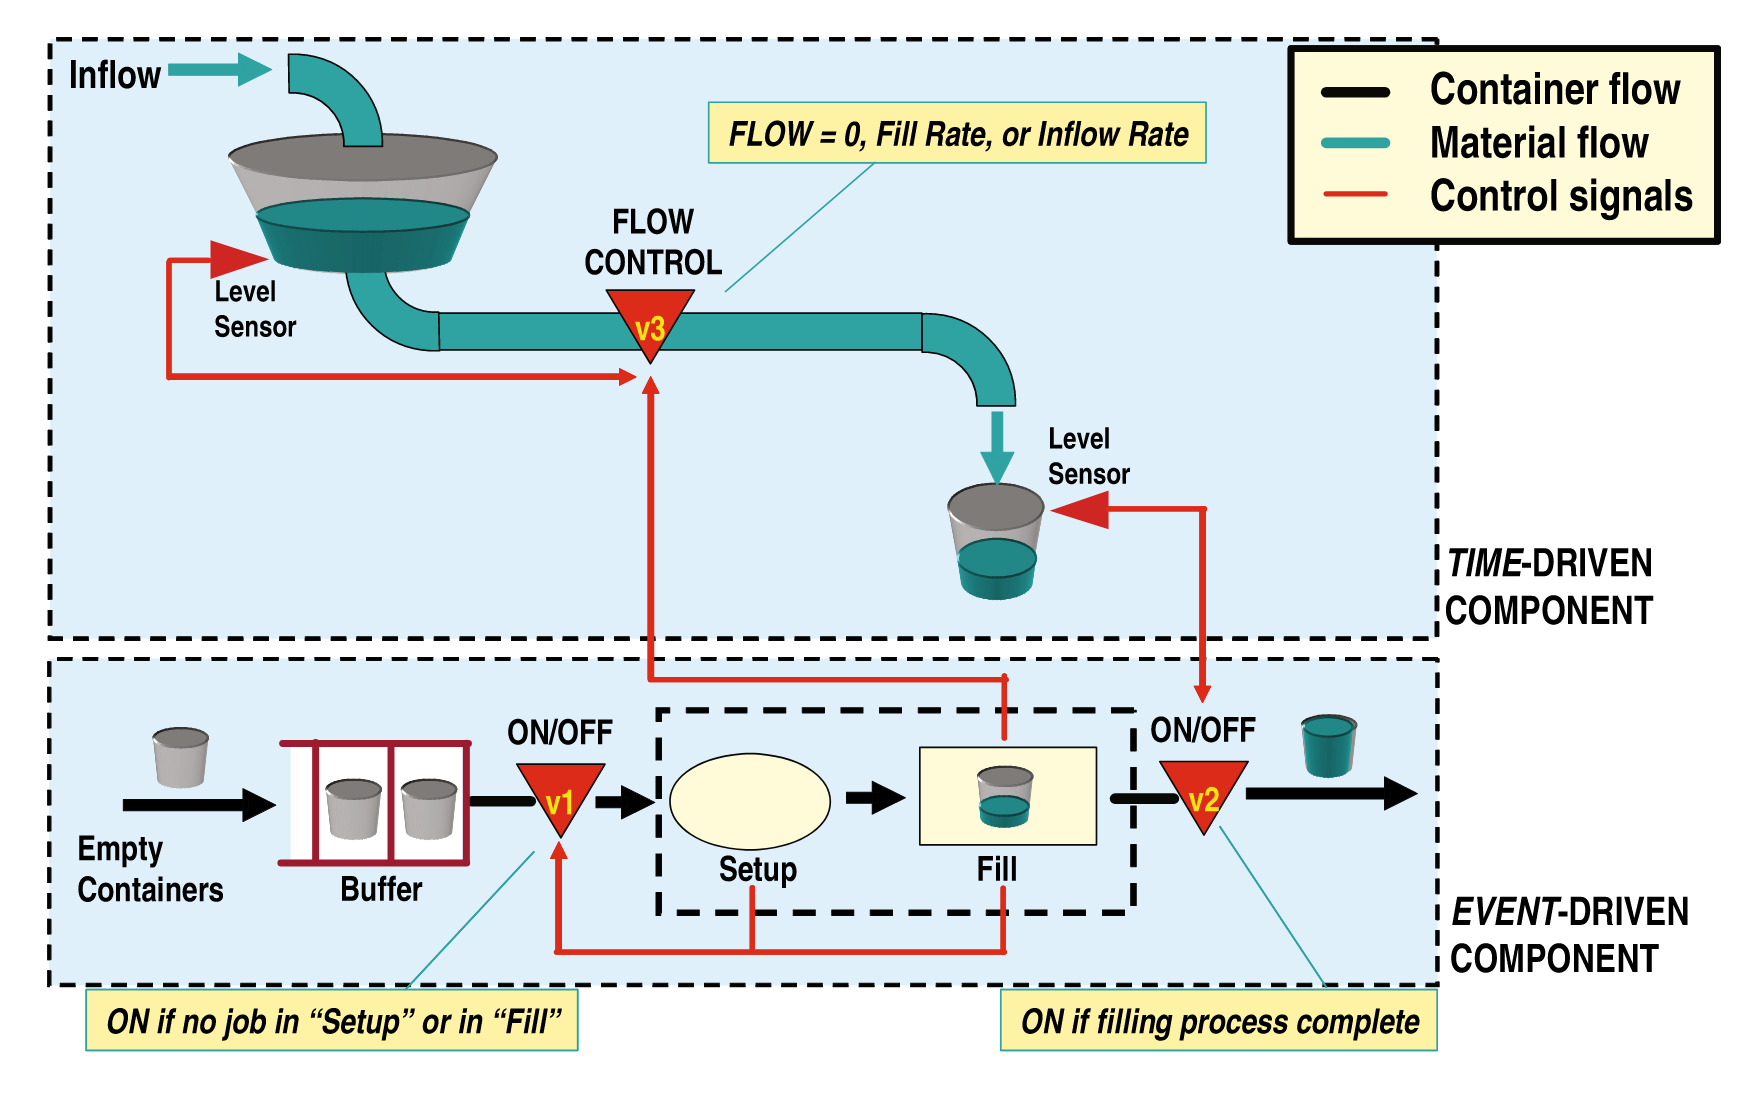 Inflow
Container flow
Material flow
Control signals
FLOW = 0, Fill Rate, or Inflow Rate
FLOW
CONTROL
v3
Level
Sensor
Level
Sensor
TIME-DRIVEN
COMPONENT
ON/OFF
ON/OFF
v1
v2
Empty
Containers
Buffer
Setup
Fill
EVENT-DRIVEN
COMPONENT
ON if no job in “Setup” or in “Fill”
ON if filling process complete